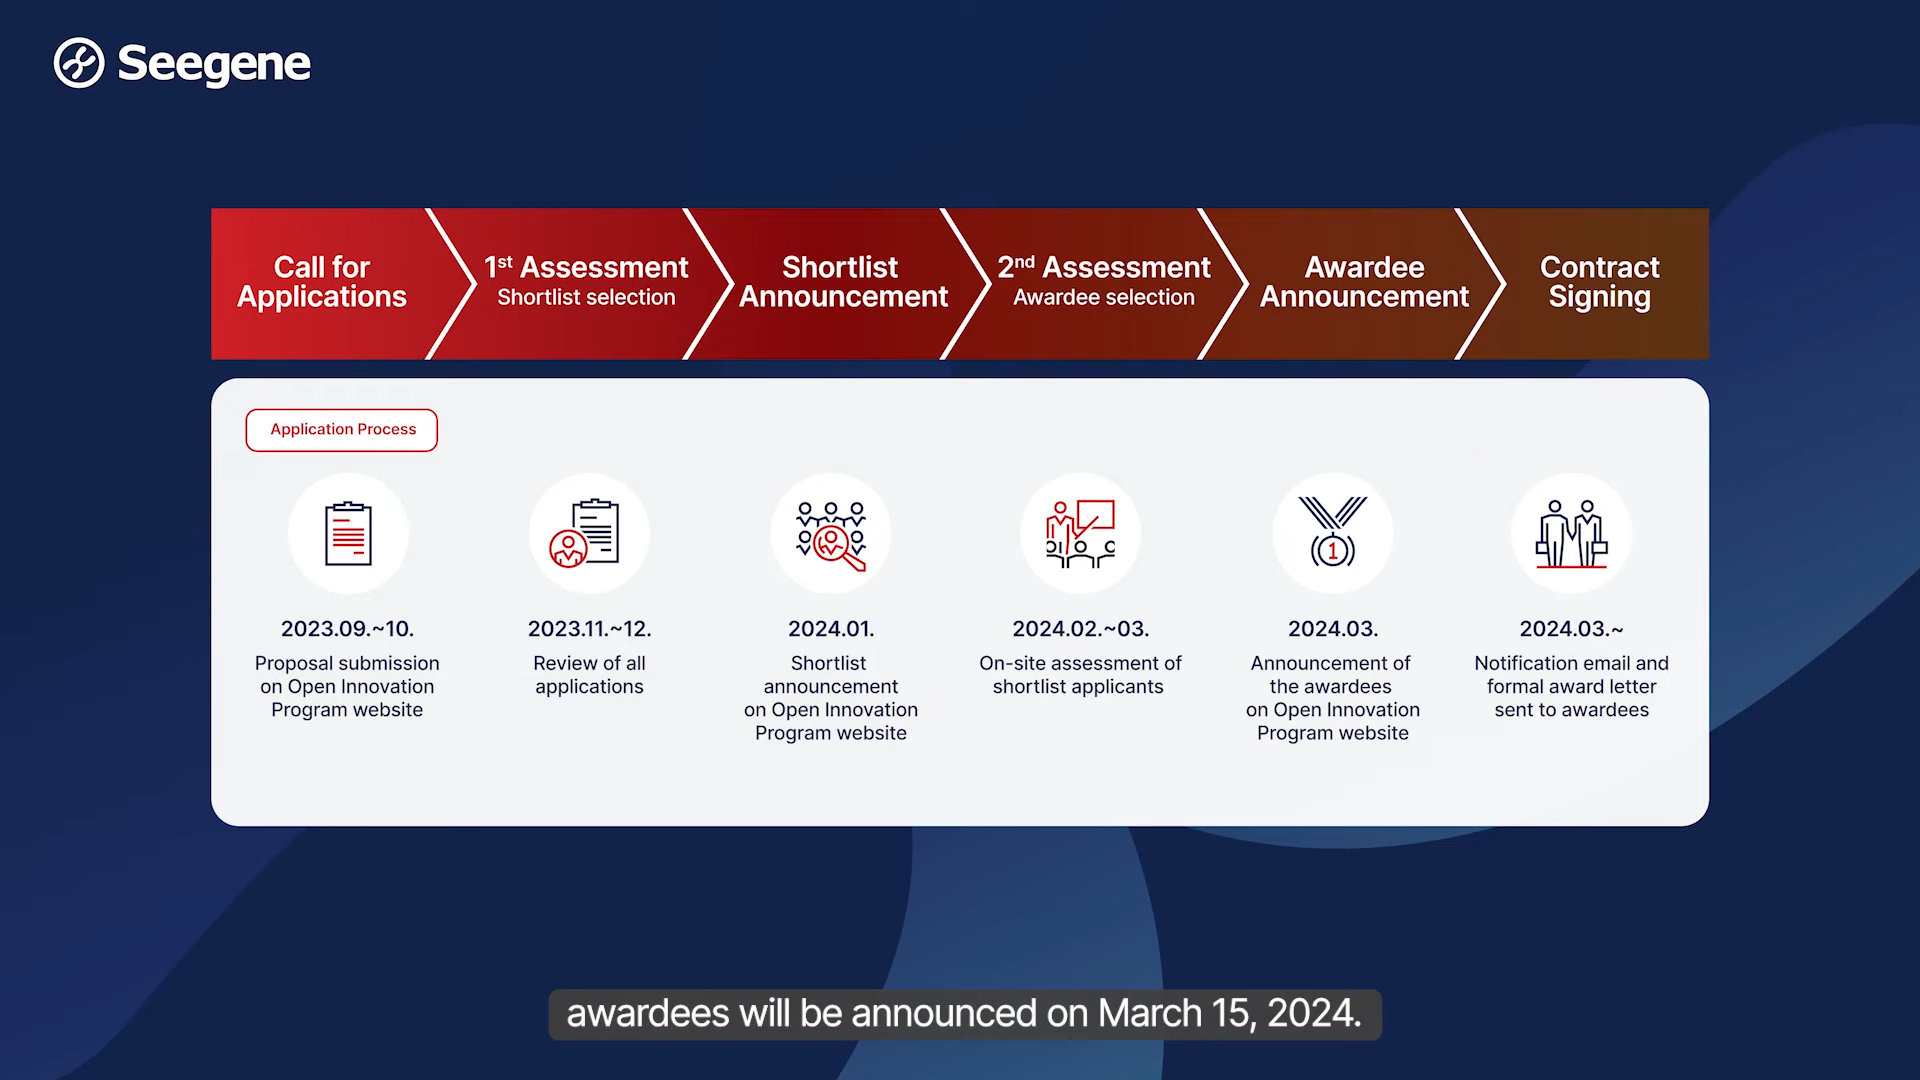 Seegene
Call for
Applications
1st Assessment
Shortlist selection
Shortlist
Announcement
2nd Assessment
Awardee selection
Awardee
Announcement
Contract
Signing
Application Process
2023.09.~10.
Proposal submission
on Open Innovation
Program website
2023.11.~12.
Review of all
applications
2024.01.
Shortlist
announcement
on Open Innovation
Program website
2024.02.~03.
On-site assessment of
shortlist applicants
1
2024.03.
Announcement of
the awardees
on Open Innovation
Program website
2024.03.~
Notification email and
formal award letter
sent to awardees
awardees will be announced on March 15, 2024.